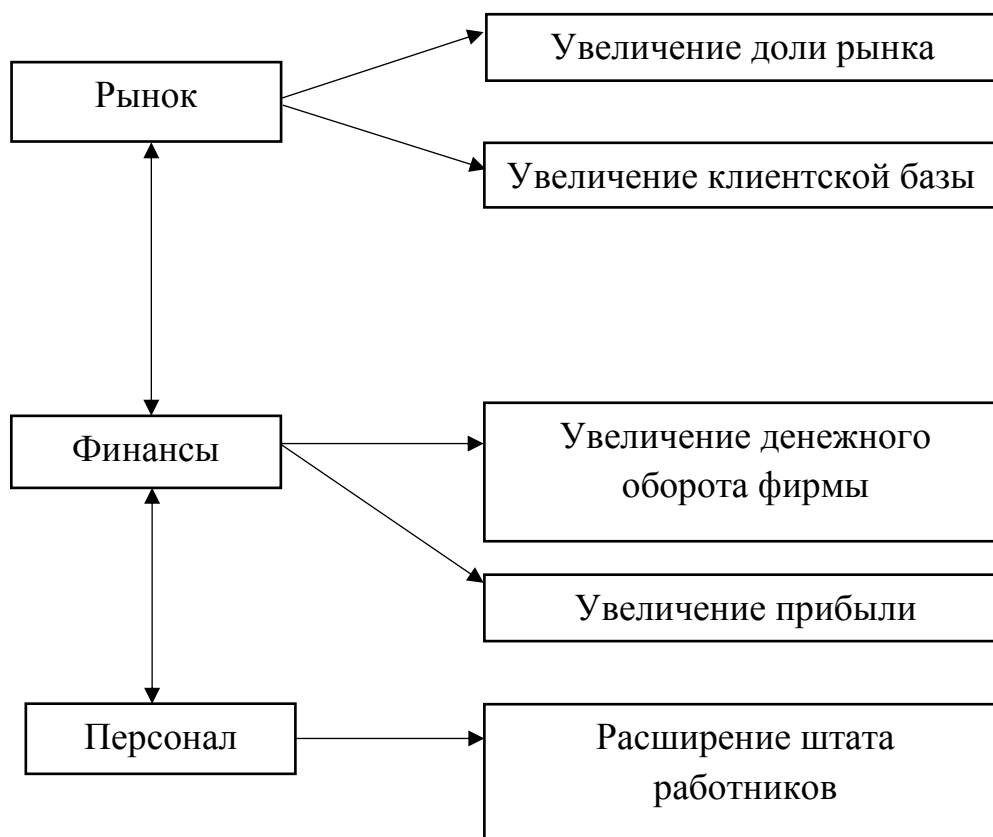 Рынок
Увеличение доли рынка
Увеличение клиентской базы
Финансы
Увеличение денежного
оборота фирмы
Увеличение прибыли
Персонал
Расширение штата
работников